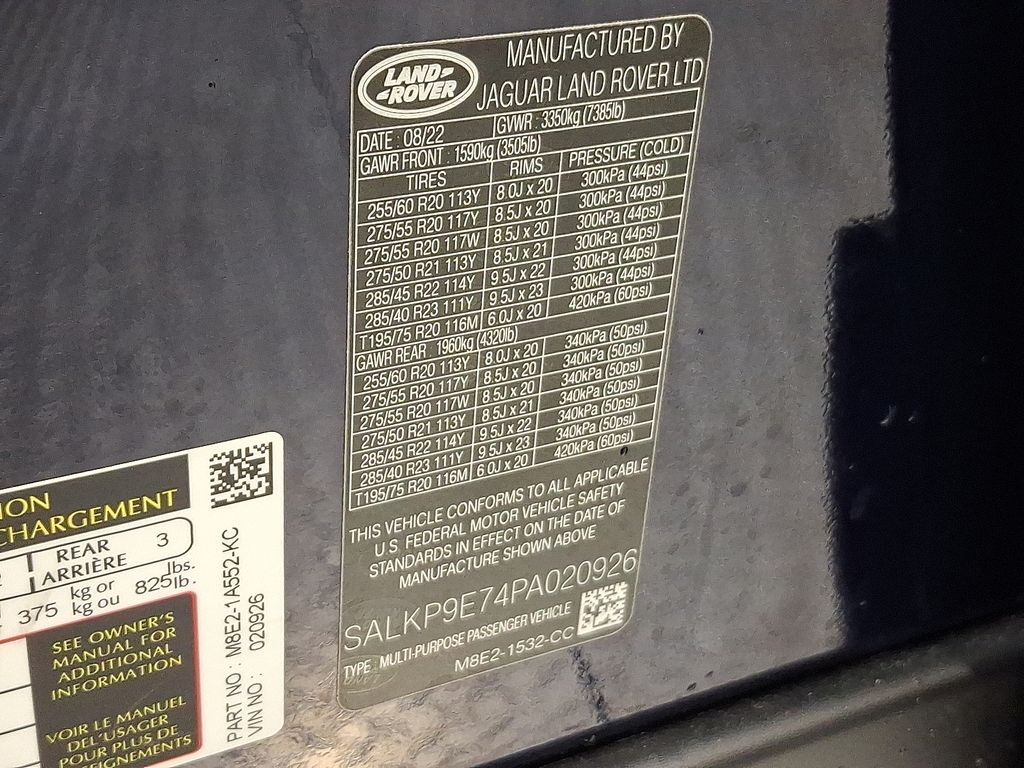 LAND-
-ROVER
MANUFACTURED BY
JAGUAR LAND ROVER LTD
DATE : 08/22 GVWR : 3350kg (7385lb)
GAWR FRONT : 1590kg (3505lb)
TIRES RIMS PRESSURE (COLD)
255/60 R20 113Y 8.0J x 20 300kPa (44psi)
275/55 R20 117Y 8.5J x 20 300kPa (44psi)
275/55 R20 117W 8.5J x 20 300kPa (44psi)
275/50 R21 113Y 8.5J x 21 300kPa (44psi)
285/45 R22 114Y 9.5J x 22 300kPa (44psi)
285/40 R23 111Y 9.5J x 23 300kPa (44psi)
T195/75 R20 116M 6.0J x 20 420kPa (60psi)
GAWR REAR : 1960kg (4320lb)
255/60 R20 113Y 8.0J x 20 340kPa (50psi)
275/55 R20 117Y 8.5J x 20 340kPa (50psi)
275/55 R20 117W 8.5J x 20 340kPa (50psi)
275/50 R21 113Y 8.5J x 21 340kPa (50psi)
285/45 R22 114Y 9.5J x 22 340kPa (50psi)
285/40 R23 111Y 9.5J x 23 340kPa (50psi)
T195/75 R20 116M 6.0J x 20 420kPa (60psi)
THIS VEHICLE CONFORMS TO ALL APPLICABLE
U.S. FEDERAL MOTOR VEHICLE SAFETY
STANDARDS IN EFFECT ON THE DATE OF
MANUFACTURE SHOWN ABOVE
SALKP9E74PA020926
TYPE : MULTI-PURPOSE PASSENGER VEHICLE
M8E2-1532-CC
ION
CHARGEMENT
REAR 3
ARRIÈRE
375 kg or 825 lbs.
kg ou lb.
SEE OWNER'S
MANUAL FOR
ADDITIONAL
INFORMATION
VOIR LE MANUEL
DEL'USAGER
POUR PLUS DE
SEIGNEMENTS
PART NO : M8E2-1A552-KC
VIN NO : 020926